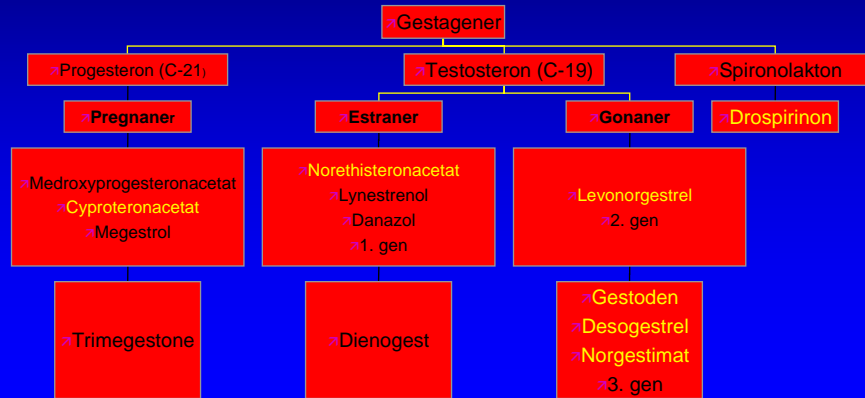 Gestagener
Progesteron (C-21)
Testosteron (C-19)
Spironolakton
Pregnaner
Estraner
Gonaner
Drospirinon
Medroxyprogesteronacetat
Cyproteronacetat
Megestrol
Norethisteronacetat
Lynestrenol
Danazol
1. gen
Levonorgestrel
2. gen
Trimegestone
Dienogest
Gestoden
Desogestrel
Norgestimat
3. gen